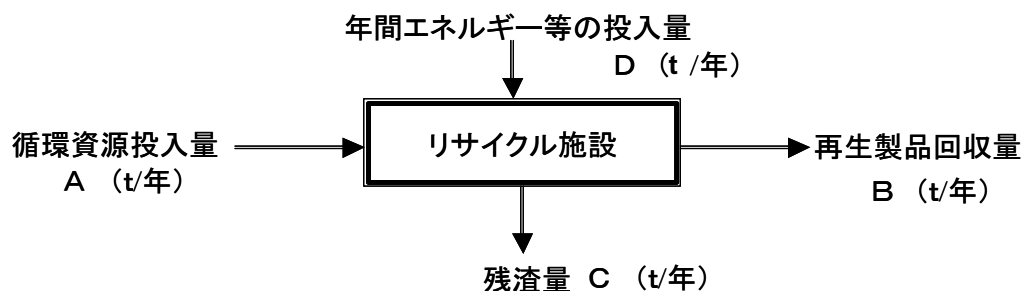 年間エネルギー等の投入量
D (t /年)
循環資源投入量
A (t/年)
リサイクル施設
再生製品回収量
B (t/年)
残渣量 C (t/年)